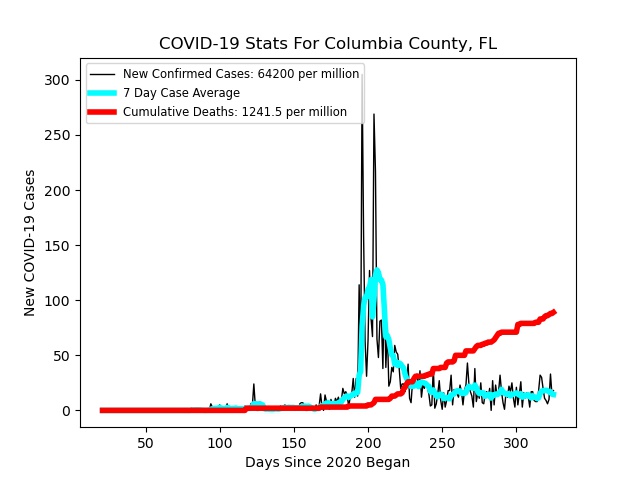 COVID-19 Stats For Columbia County, FL
New Confirmed Cases: 64200 per million
7 Day Case Average
Cumulative Deaths: 1241.5 per million
New COVID-19 Cases
300
250
200
150
100
50
0
50
100
150
200
250
300
Days Since 2020 Began